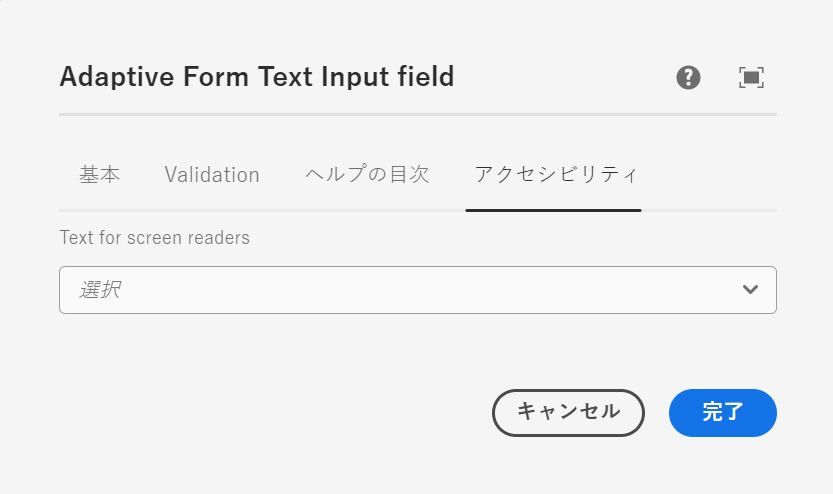 Adaptive Form Text Input field
基本 Validation ヘルプの目次 アクセシビリティ
Text for screen readers
選択
キャンセル 完了